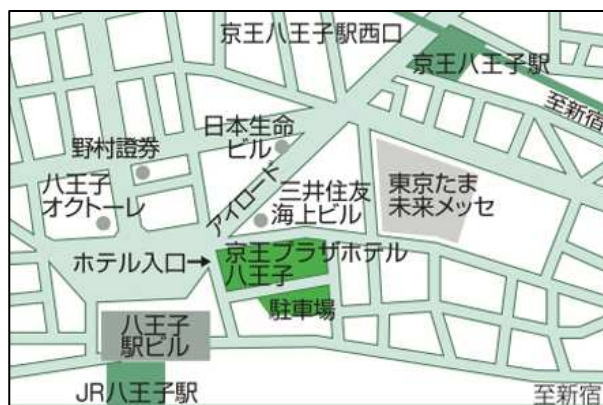 京王八王子駅西口
京王八王子駅
至新宿
日本生命
ビル
野村證券
八王子
オクトーレ
アイロード
三井住友
海上ビル
東京たま
未来メッセ
ホテル入口→
京王プラザホテル
八王子
駐車場
八王子
駅ビル
JR八王子駅
至新宿